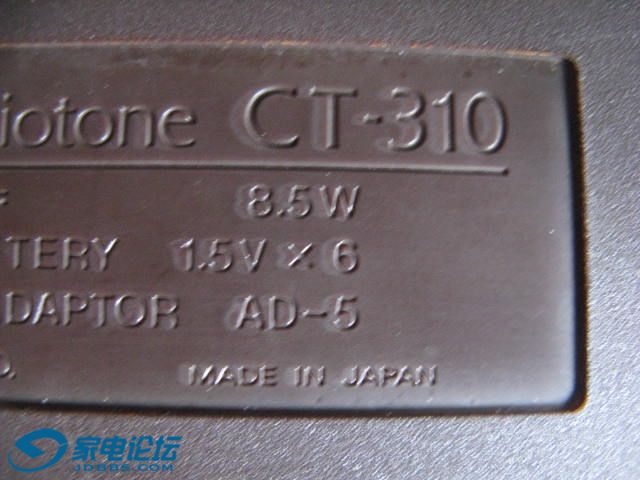 iotone CT-310
8.5W
TERY 1.5V × 6
DAPTOR AD-5
O.
MADE IN JAPAN
家电论坛
JDBBS.COM